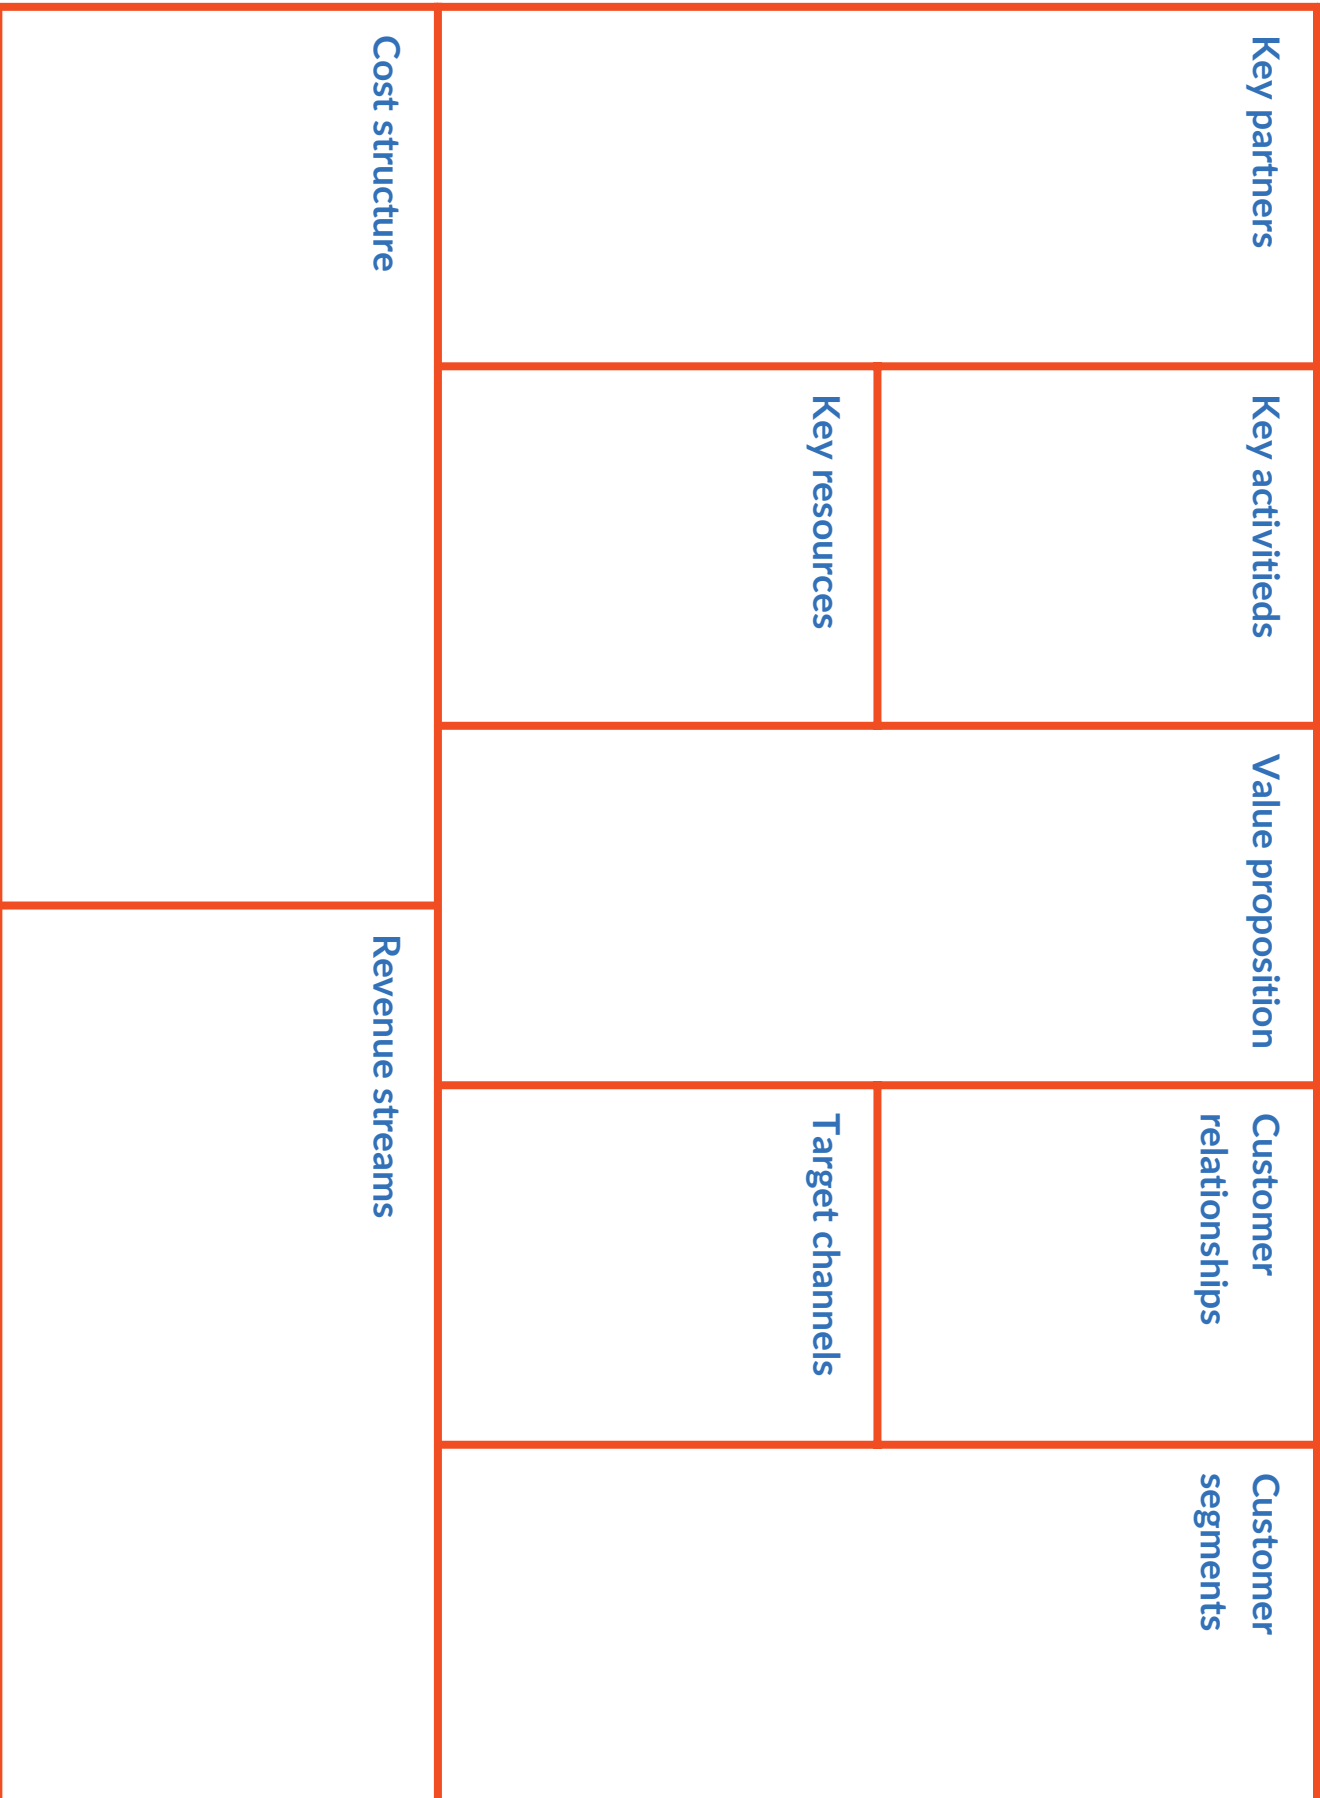 Key partners
Key activitieds
Key resources
Value proposition
Customer
relationships
Target channels
Customer
segments
Cost structure
Revenue streams